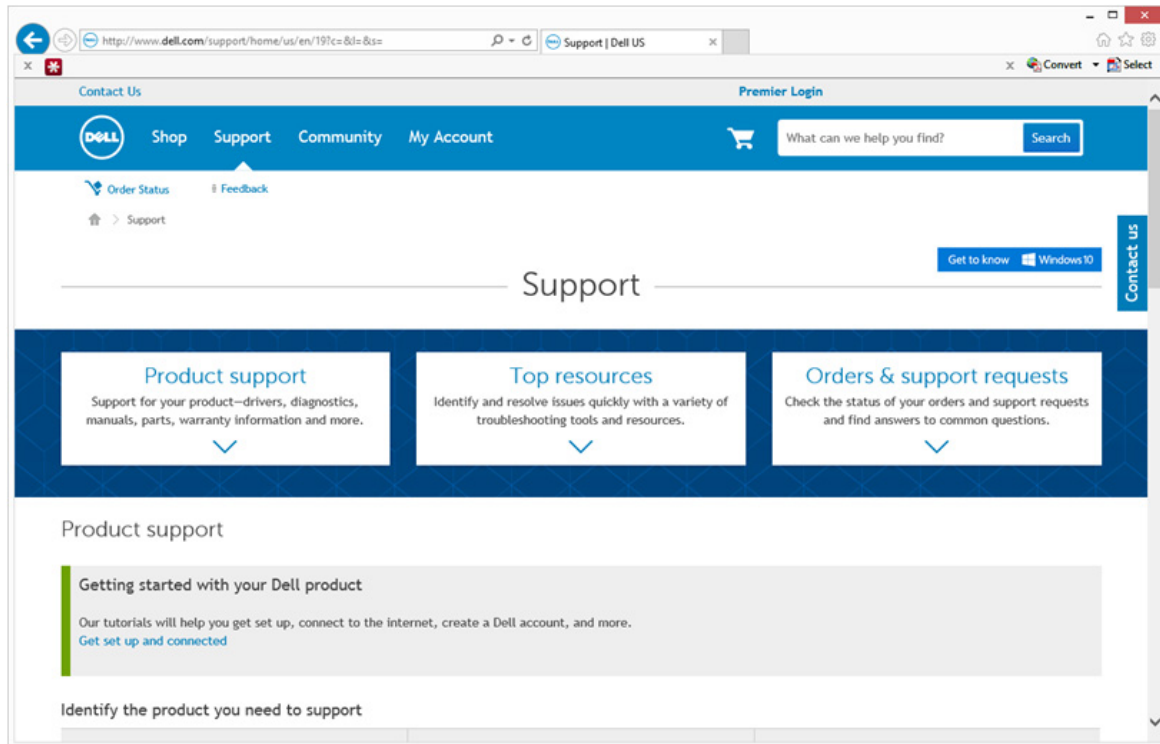 http://www.dell.com/support/home/us/en/19?c=&l=&s=
Support | Dell US
Convert
Select
Contact Us
Premier Login
DELL
Shop
Support
Community
My Account
What can we help you find?
Search
Order Status
Feedback
Support
Get to know
Windows 10
Contact us
Support
Product support
Support for your product—drivers, diagnostics,
manuals, parts, warranty information and more.
Top resources
Identify and resolve issues quickly with a variety of
troubleshooting tools and resources.
Orders & support requests
Check the status of your orders and support requests
and find answers to common questions.
Product support
Getting started with your Dell product
Our tutorials will help you get set up, connect to the internet, create a Dell account, and more.
Get set up and connected
Identify the product you need to support